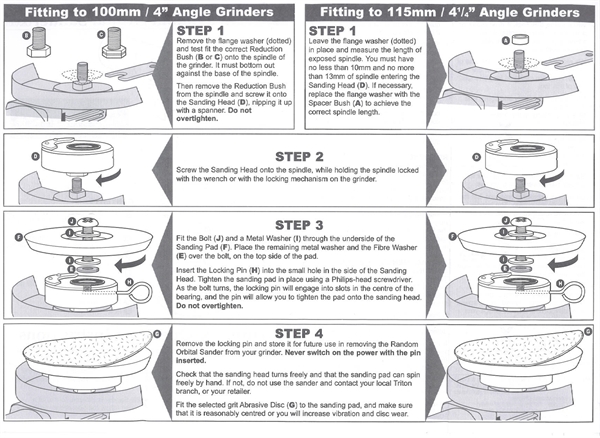 Fitting to 100mm / 4" Angle Grinders
B
C
STEP 1
Remove the flange washer (dotted)
and test fit the correct Reduction
Bush (B or C) onto the spindle of
the grinder. It must bottom out
against the base of the spindle.
Then remove the Reduction Bush
from the spindle and screw it onto
the Sanding Head (D), nipping it up
with a spanner. Do not
overtighten.
Fitting to 115mm / 4¹/₄" Angle Grinders
STEP 1
Leave the flange washer (dotted)
in place and measure the length of
exposed spindle. You must have
no less than 10mm and no more
than 13mm of spindle entering the
Sanding Head (D). If necessary,
replace the flange washer with the
Spacer Bush (A) to achieve the
correct spindle length.
A
D
STEP 2
Screw the Sanding Head onto the spindle, while holding the spindle locked
with the wrench or with the locking mechanism on the grinder.
D
J
F
I
I
E
H
STEP 3
Fit the Bolt (J) and a Metal Washer (I) through the underside of the
Sanding Pad (F). Place the remaining metal washer and the Fibre Washer
(E) over the bolt, on the top side of the pad.
Insert the Locking Pin (H) into the small hole in the side of the Sanding
Head. Tighten the sanding pad in place using a Philips-head screwdriver.
As the bolt turns, the locking pin will engage into slots in the centre of the
bearing, and the pin will allow you to tighten the pad onto the sanding head.
Do not overtighten.
J
F
I
I
E
H
G
STEP 4
Remove the locking pin and store it for future use in removing the Random
Orbital Sander from your grinder. Never switch on the power with the pin
inserted.
Check that the sanding head turns freely and that the sanding pad can spin
freely by hand. If not, do not use the sander and contact your local Triton
branch, or your retailer.
Fit the selected grit Abrasive Disc (G) to the sanding pad, and make sure
that it is reasonably centred or you will increase vibration and disc wear.
G